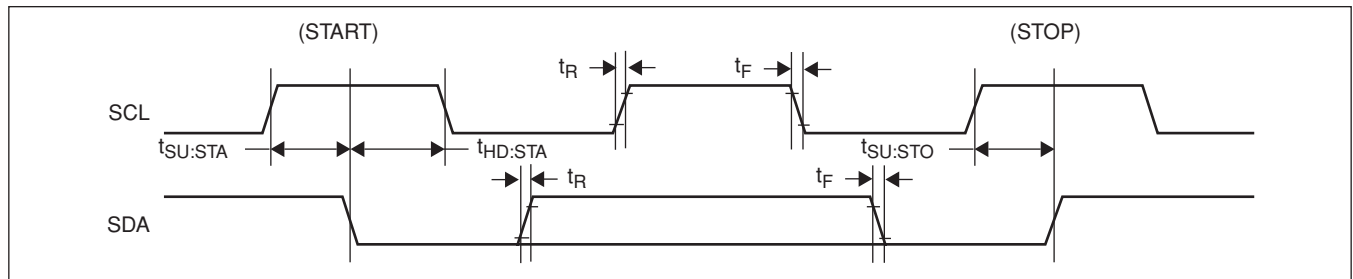 (START)
(STOP)
tR
tF
SCL
tSU:STA
tHD:STA
tSU:STO
tR
tF
SDA